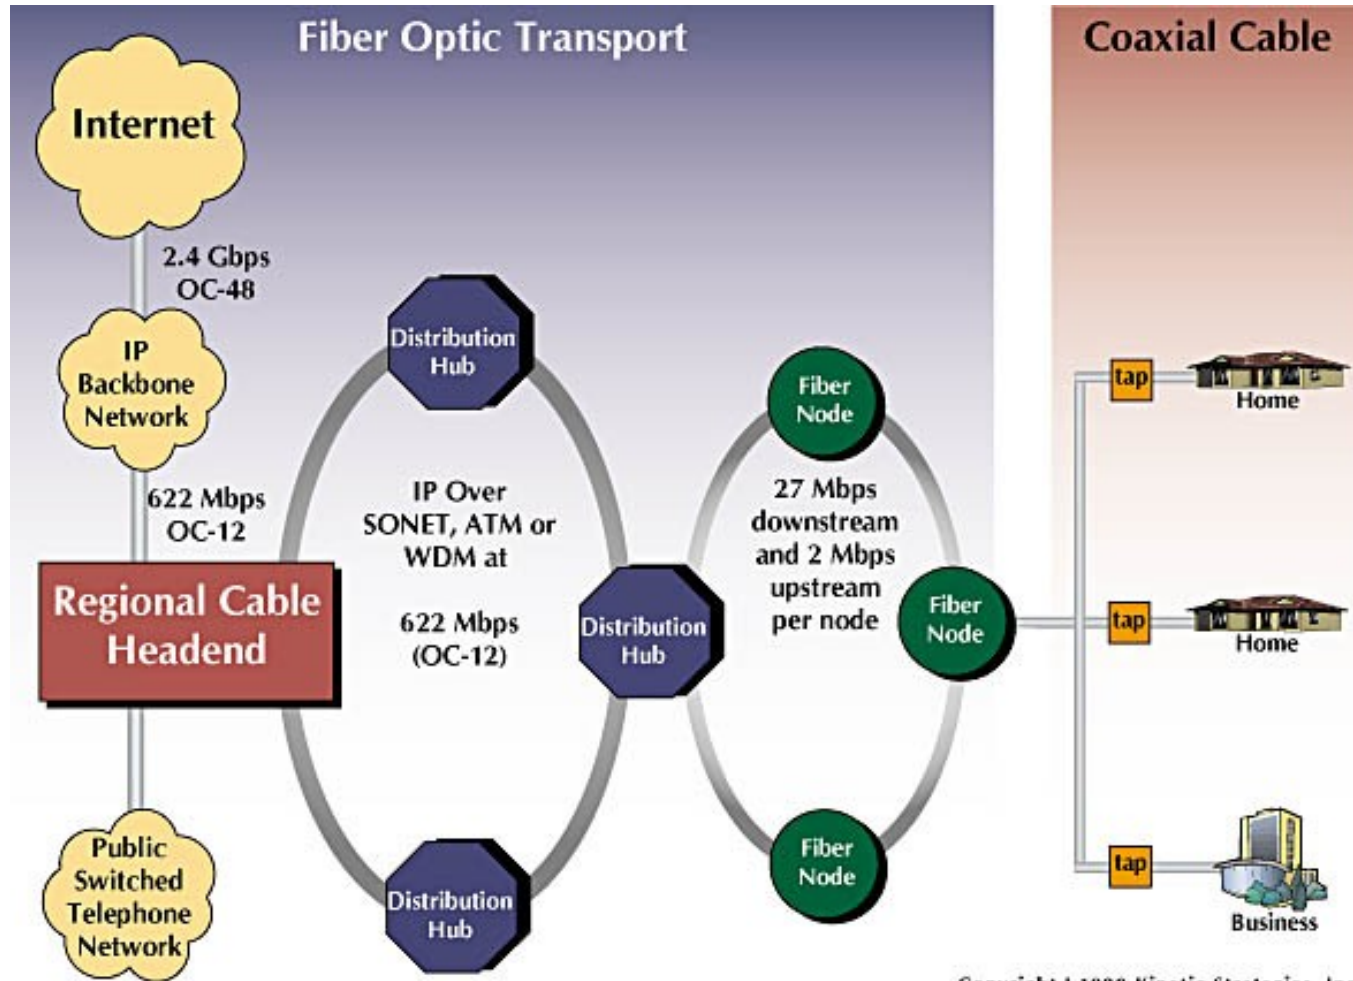 Fiber Optic Transport
Coaxial Cable
Internet
2.4 Gbps
OC-48
IP
Backbone
Network
622 Mbps
OC-12
Regional Cable
Headend
Public
Switched
Telephone
Network
Distribution
Hub
IP Over
SONET, ATM or
WDM at
622 Mbps
(OC-12)
Distribution
Hub
Distribution
Hub
Fiber
Node
27 Mbps
downstream
and 2 Mbps
upstream
per node
Fiber
Node
Fiber
Node
tap
Home
tap
Home
tap
Business